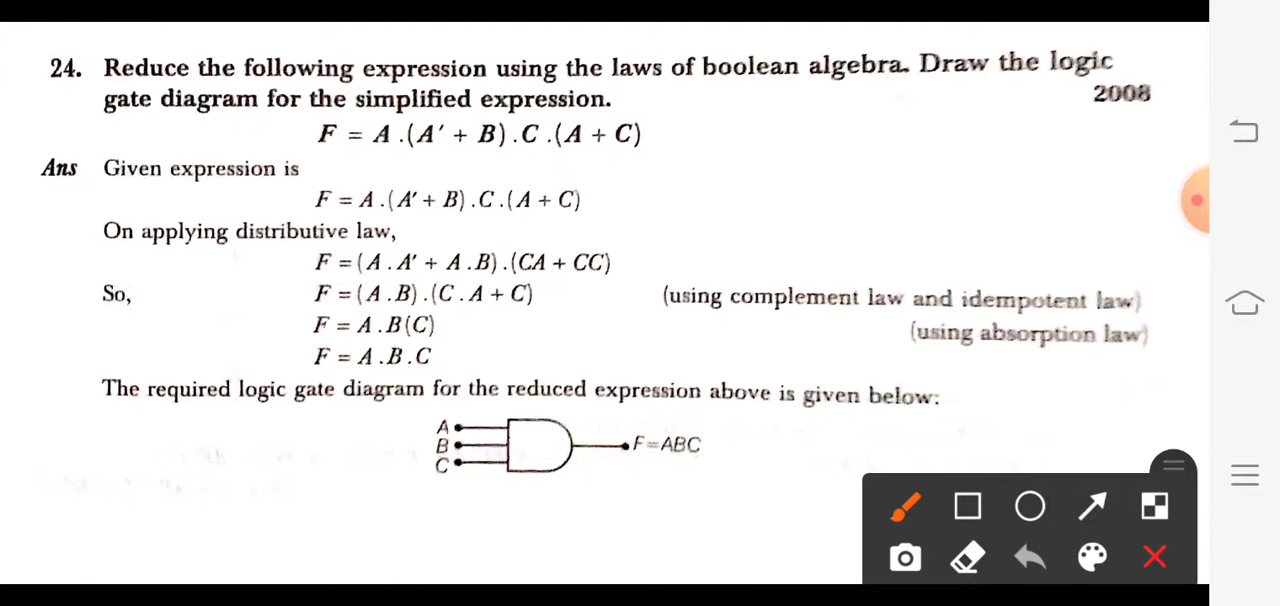 24. Reduce the following expression using the laws of boolean algebra. Draw the logic
gate diagram for the simplified expression. 2008
F = A .(A′ + B) .C .(A + C)
Ans Given expression is
F = A .(A′ + B) .C .(A + C)
On applying distributive law,
F = (A . A′ + A .B) .(CA + CC)
So, F = (A .B) .(C . A + C) (using complement law and idempotent law)
F = A .B(C) (using absorption law)
F = A .B .C
The required logic gate diagram for the reduced expression above is given below:
A
B F=ABC
C